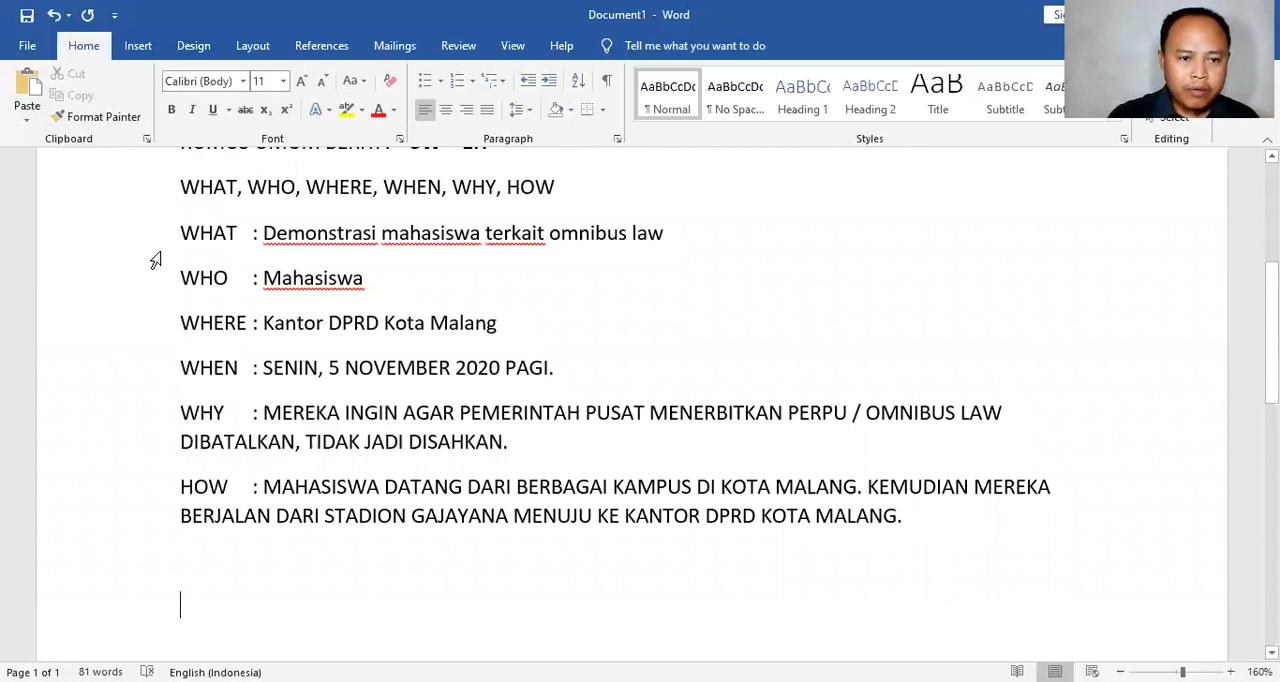 Document1 - Word
File Home Insert Design Layout References Mailings Review View Help Tell me what you want to do
Paste Cut Copy Format Painter
Calibri (Body) 11
AaBbCcDc AaBbCcDc AaBbC AaBbCcC AaB AaBbCcD
¶ Normal ¶ No Spac... Heading 1 Heading 2 Title Subtitle
Clipboard Font Paragraph Styles Editing
WHAT, WHO, WHERE, WHEN, WHY, HOW
WHAT : Demonstrasi mahasiswa terkait omnibus law
WHO : Mahasiswa
WHERE : Kantor DPRD Kota Malang
WHEN : SENIN, 5 NOVEMBER 2020 PAGI.
WHY : MEREKA INGIN AGAR PEMERINTAH PUSAT MENERBITKAN PERPU / OMNIBUS LAW
DIBATALKAN, TIDAK JADI DISAHKAN.
HOW : MAHASISWA DATANG DARI BERBAGAI KAMPUS DI KOTA MALANG. KEMUDIAN MEREKA
BERJALAN DARI STADION GAJAYANA MENUJU KE KANTOR DPRD KOTA MALANG.
Page 1 of 1 81 words English (Indonesia) 160%